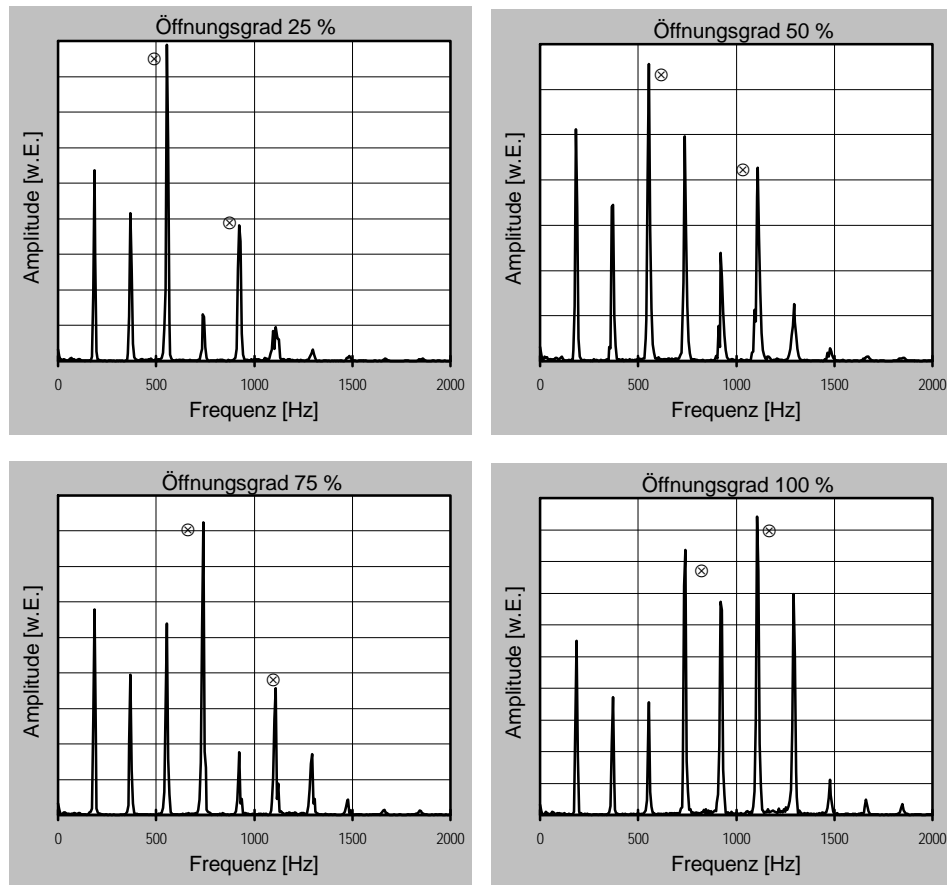 Öffnungsgrad 25 %
Amplitude [w.E.]
0 500 1000 1500 2000
Frequenz [Hz]
Öffnungsgrad 50 %
Amplitude [w.E.]
0 500 1000 1500 2000
Frequenz [Hz]
Öffnungsgrad 75 %
Amplitude [w.E.]
0 500 1000 1500 2000
Frequenz [Hz]
Öffnungsgrad 100 %
Amplitude [w.E.]
0 500 1000 1500 2000
Frequenz [Hz]